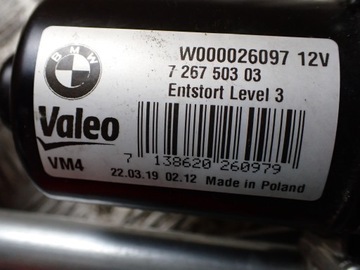 BMW
W000026097 12V
7 267 503 03
Entstort Level 3
Valeo
VM4
7 138620 260979
22.03.19 02.12 Made in Poland